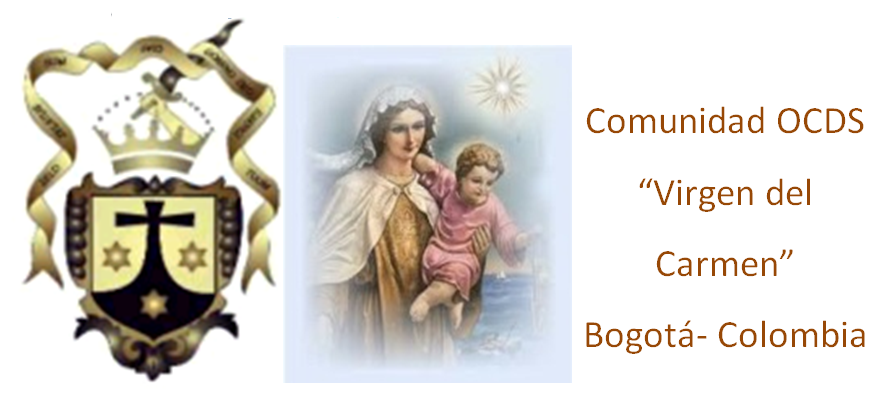 Comunidad OCDS
“Virgen del
Carmen”
Bogotá- Colombia